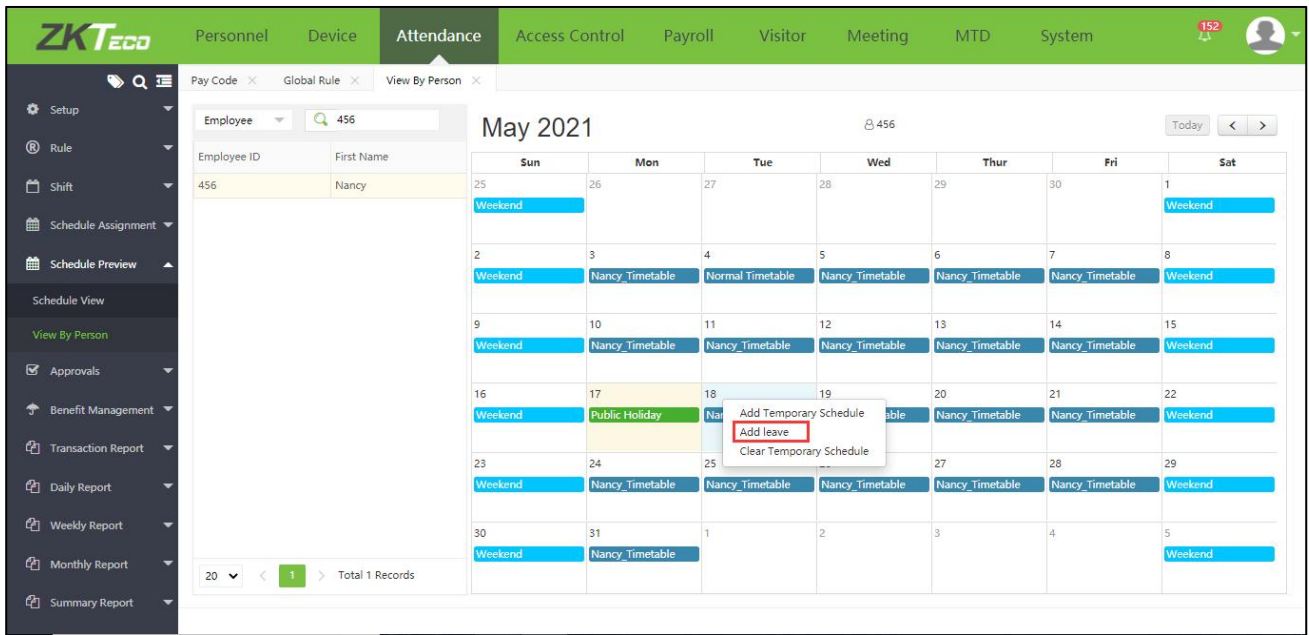 ZKTECO Personnel Device Attendance Access Control Payroll Visitor Meeting MTD System 152
Pay Code Global Rule View By Person
Setup
Rule
Shift
Schedule Assignment
Schedule Preview
Schedule View
View By Person
Approvals
Benefit Management
Transaction Report
Daily Report
Weekly Report
Monthly Report
Summary Report
Employee 456
Employee ID First Name
456 Nancy
20 1 Total 1 Records
May 2021 456 Today
Sun Mon Tue Wed Thur Fri Sat
25 26 27 28 29 30 1
Weekend Weekend
2 3 4 5 6 7 8
Weekend Nancy_Timetable Normal Timetable Nancy_Timetable Nancy_Timetable Nancy_Timetable Weekend
9 10 11 12 13 14 15
Weekend Nancy_Timetable Nancy_Timetable Nancy_Timetable Nancy_Timetable Nancy_Timetable Weekend
16 17 18 19 20 21 22
Weekend Public Holiday Nan able Nancy_Timetable Nancy_Timetable Weekend
Add Temporary Schedule
Add leave
Clear Temporary Schedule
23 24 25 27 28 29
Weekend Nancy_Timetable Nancy_Timetable Nancy_Timetable Nancy_Timetable Nancy_Timetable Weekend
30 31 1 2 3 4 5
Weekend Nancy_Timetable Weekend